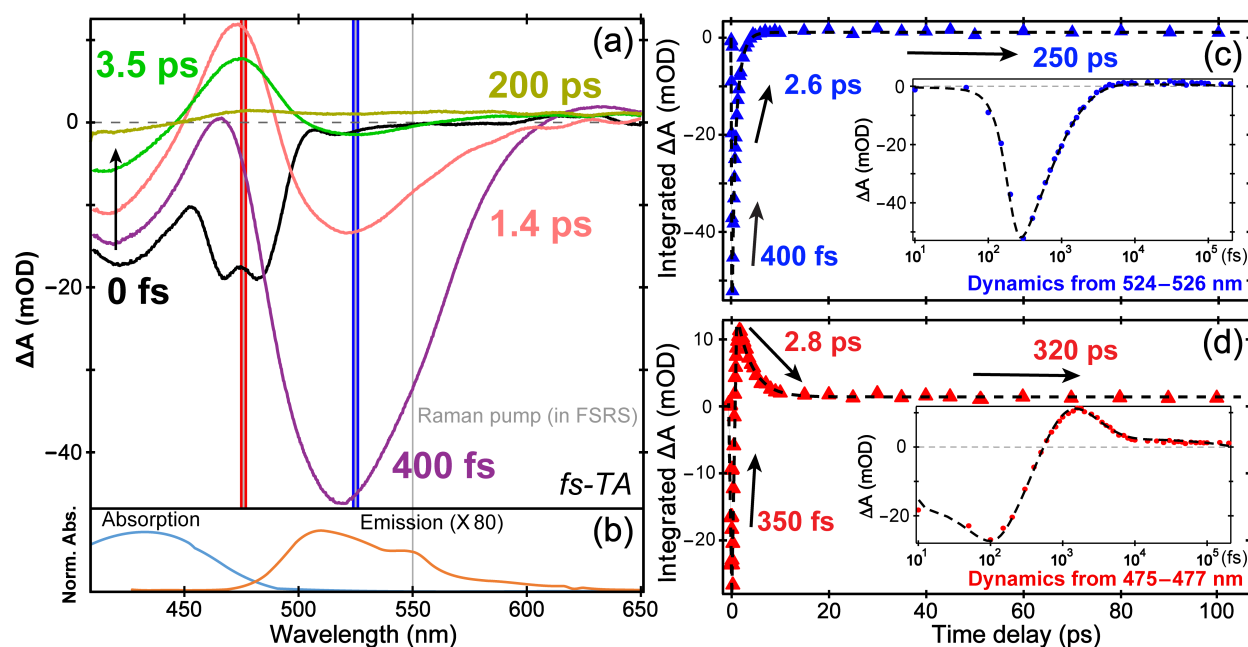 (a)
3.5 ps
200 ps
0
1.4 ps
0 fs
−20
ΔA (mOD)
Raman pump (in FSRS)
400 fs
−40
fs-TA
Absorption
Emission (X 80)
(b)
Norm. Abs.
450
500
550
600
650
Wavelength (nm)
0
−20
−40
Integrated ΔA (mOD)
250 ps
(c)
2.6 ps
400 fs
0
−20
−40
ΔA (mOD)
10¹
10²
10³
10⁴
10⁵
(fs)
Dynamics from 524–526 nm
10
0
−10
−20
Integrated ΔA (mOD)
2.8 ps
320 ps
(d)
350 fs
0
−20
ΔA (mOD)
10¹
10²
10³
10⁴
10⁵
(fs)
Dynamics from 475–477 nm
0
20
40
60
80
100
Time delay (ps)